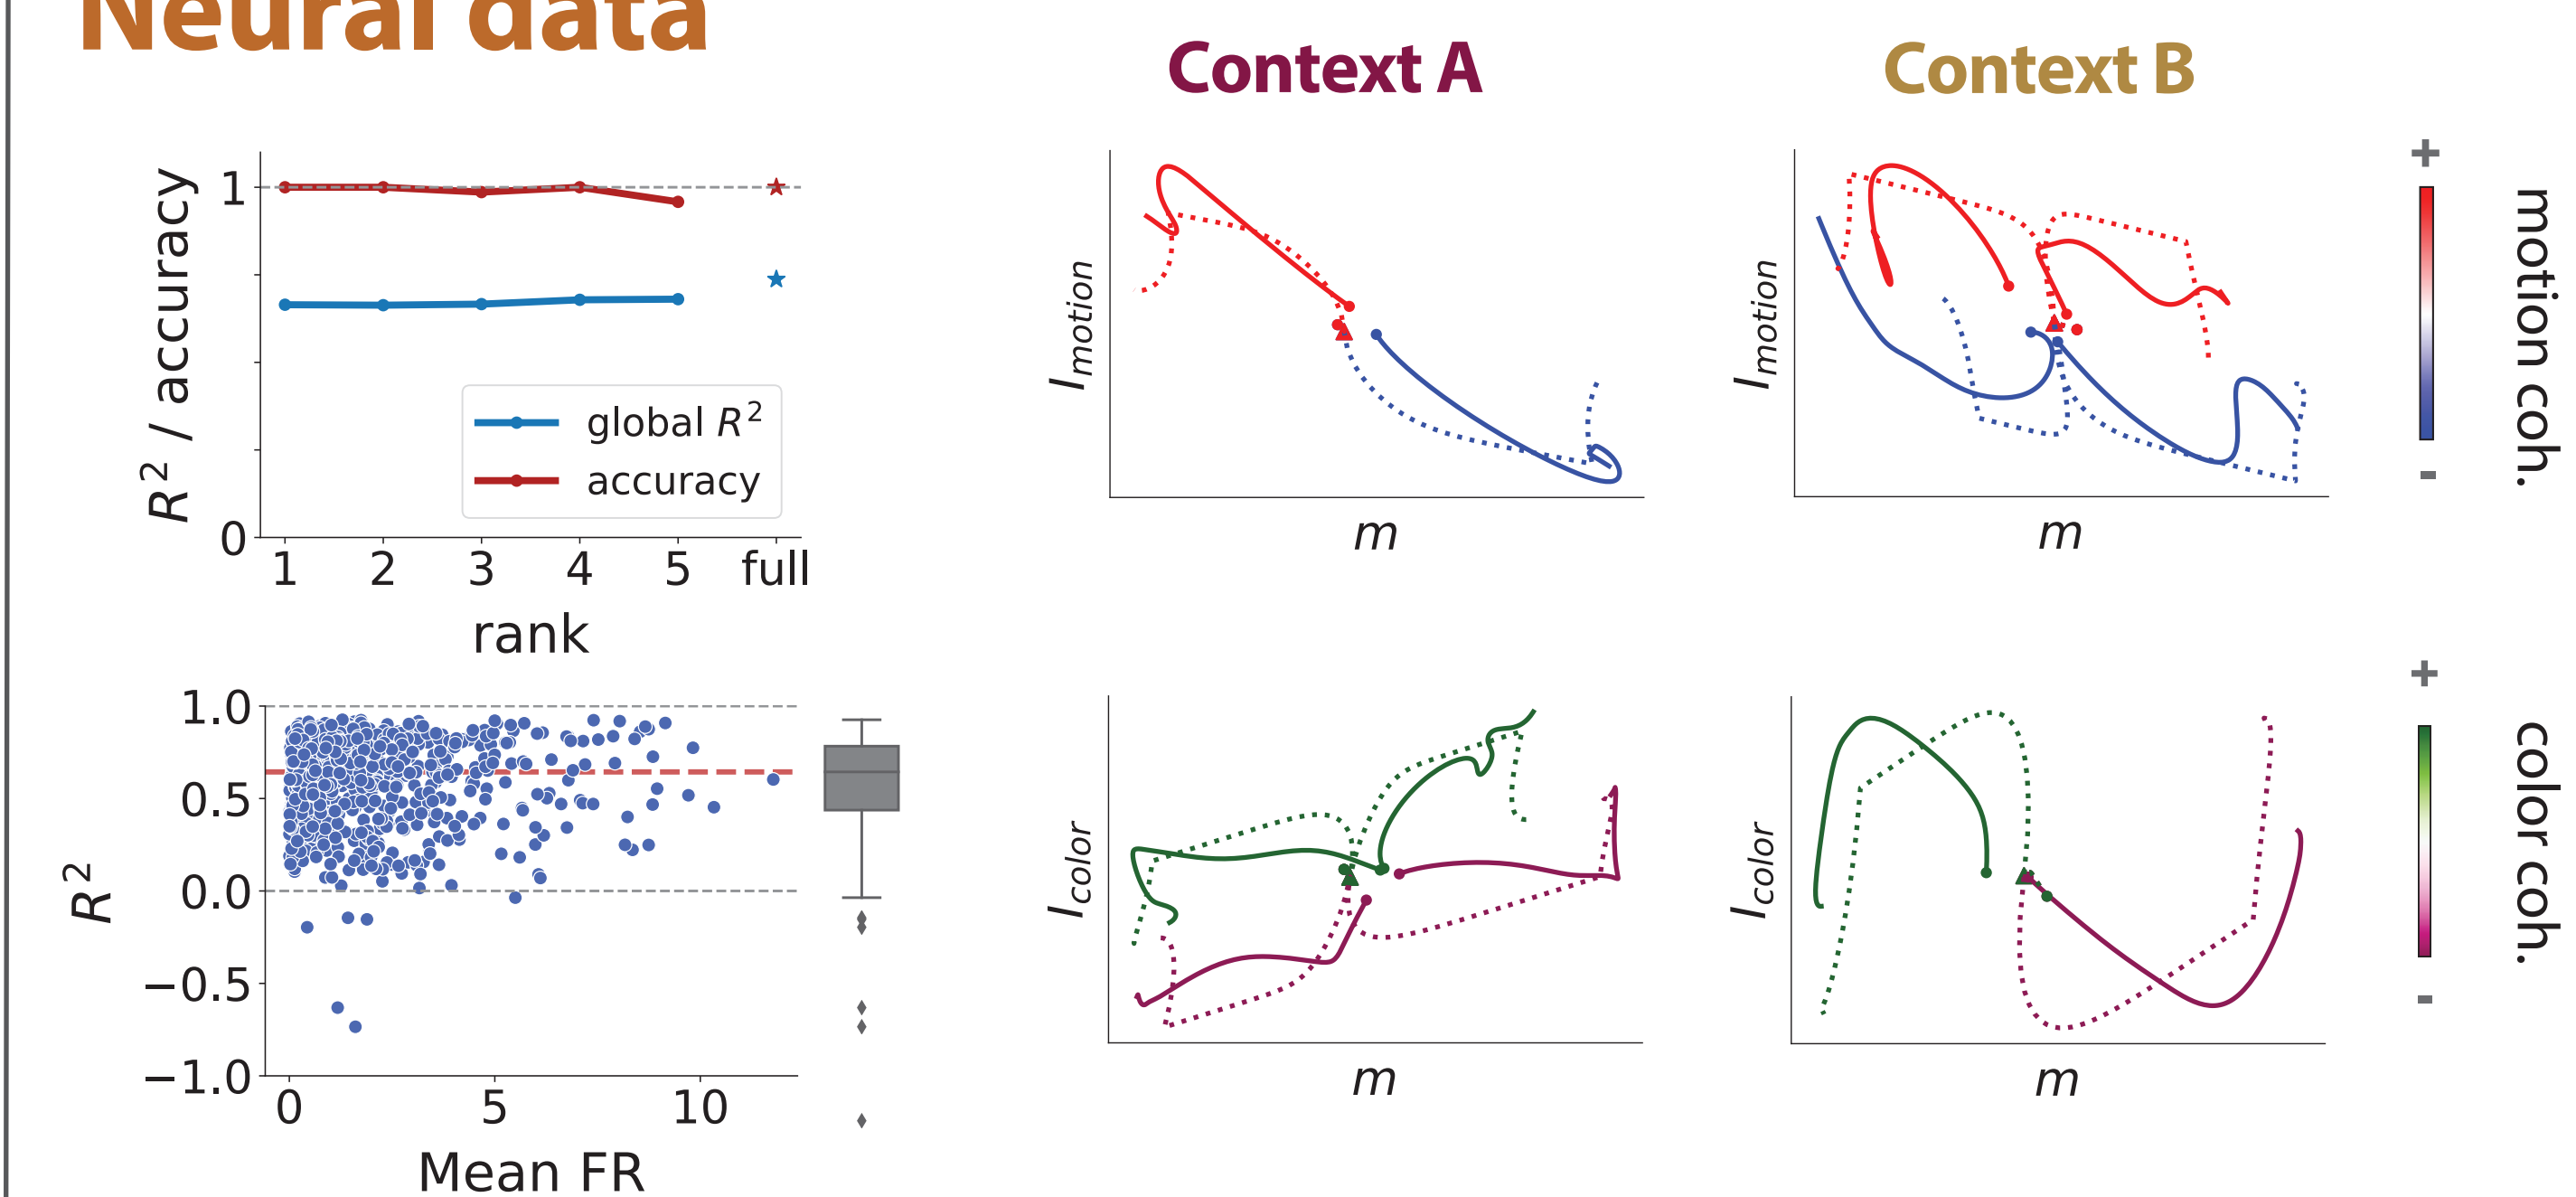 Neural data
Context A
Context B
R² / accuracy
1
0
global R²
accuracy
1 2 3 4 5 full
rank
I_motion
m
I_motion
m
+
motion coh.
-
R²
1.0
0.5
0.0
−0.5
−1.0
0 5 10
Mean FR
I_color
m
I_color
m
+
color coh.
-